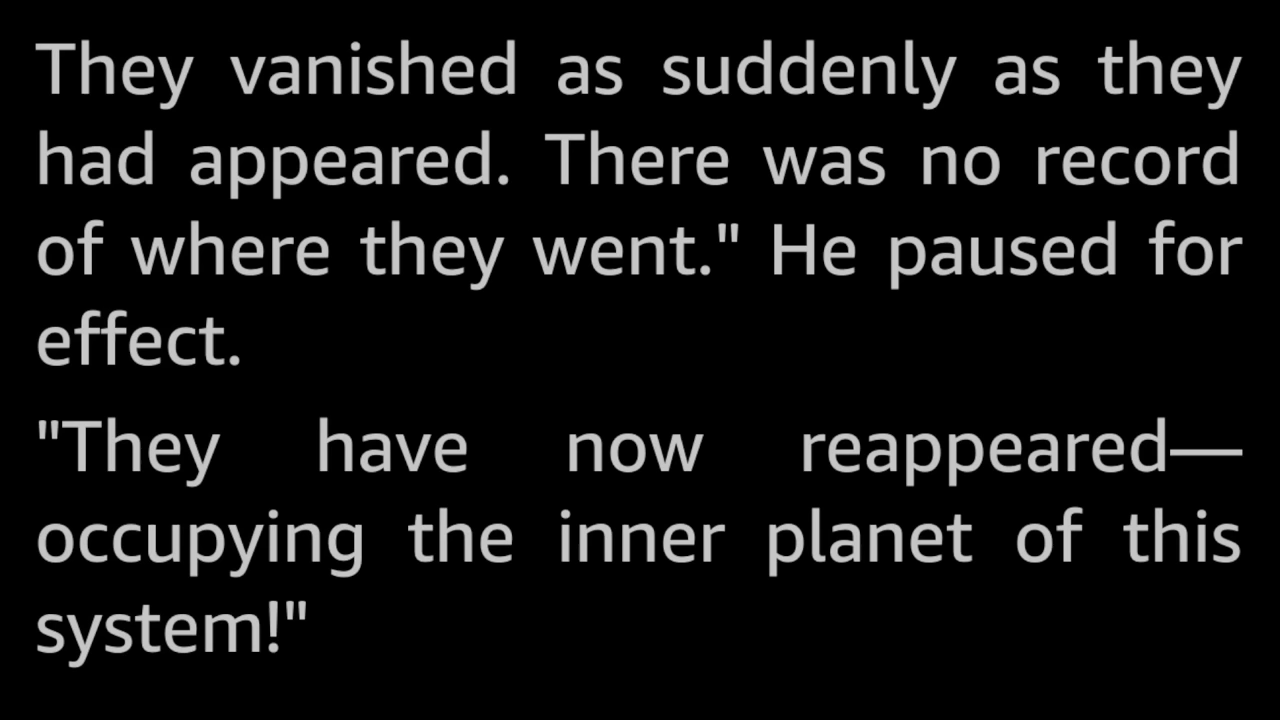 They vanished as suddenly as they
had appeared. There was no record
of where they went." He paused for
effect.
"They have now reappeared—
occupying the inner planet of this
system!"